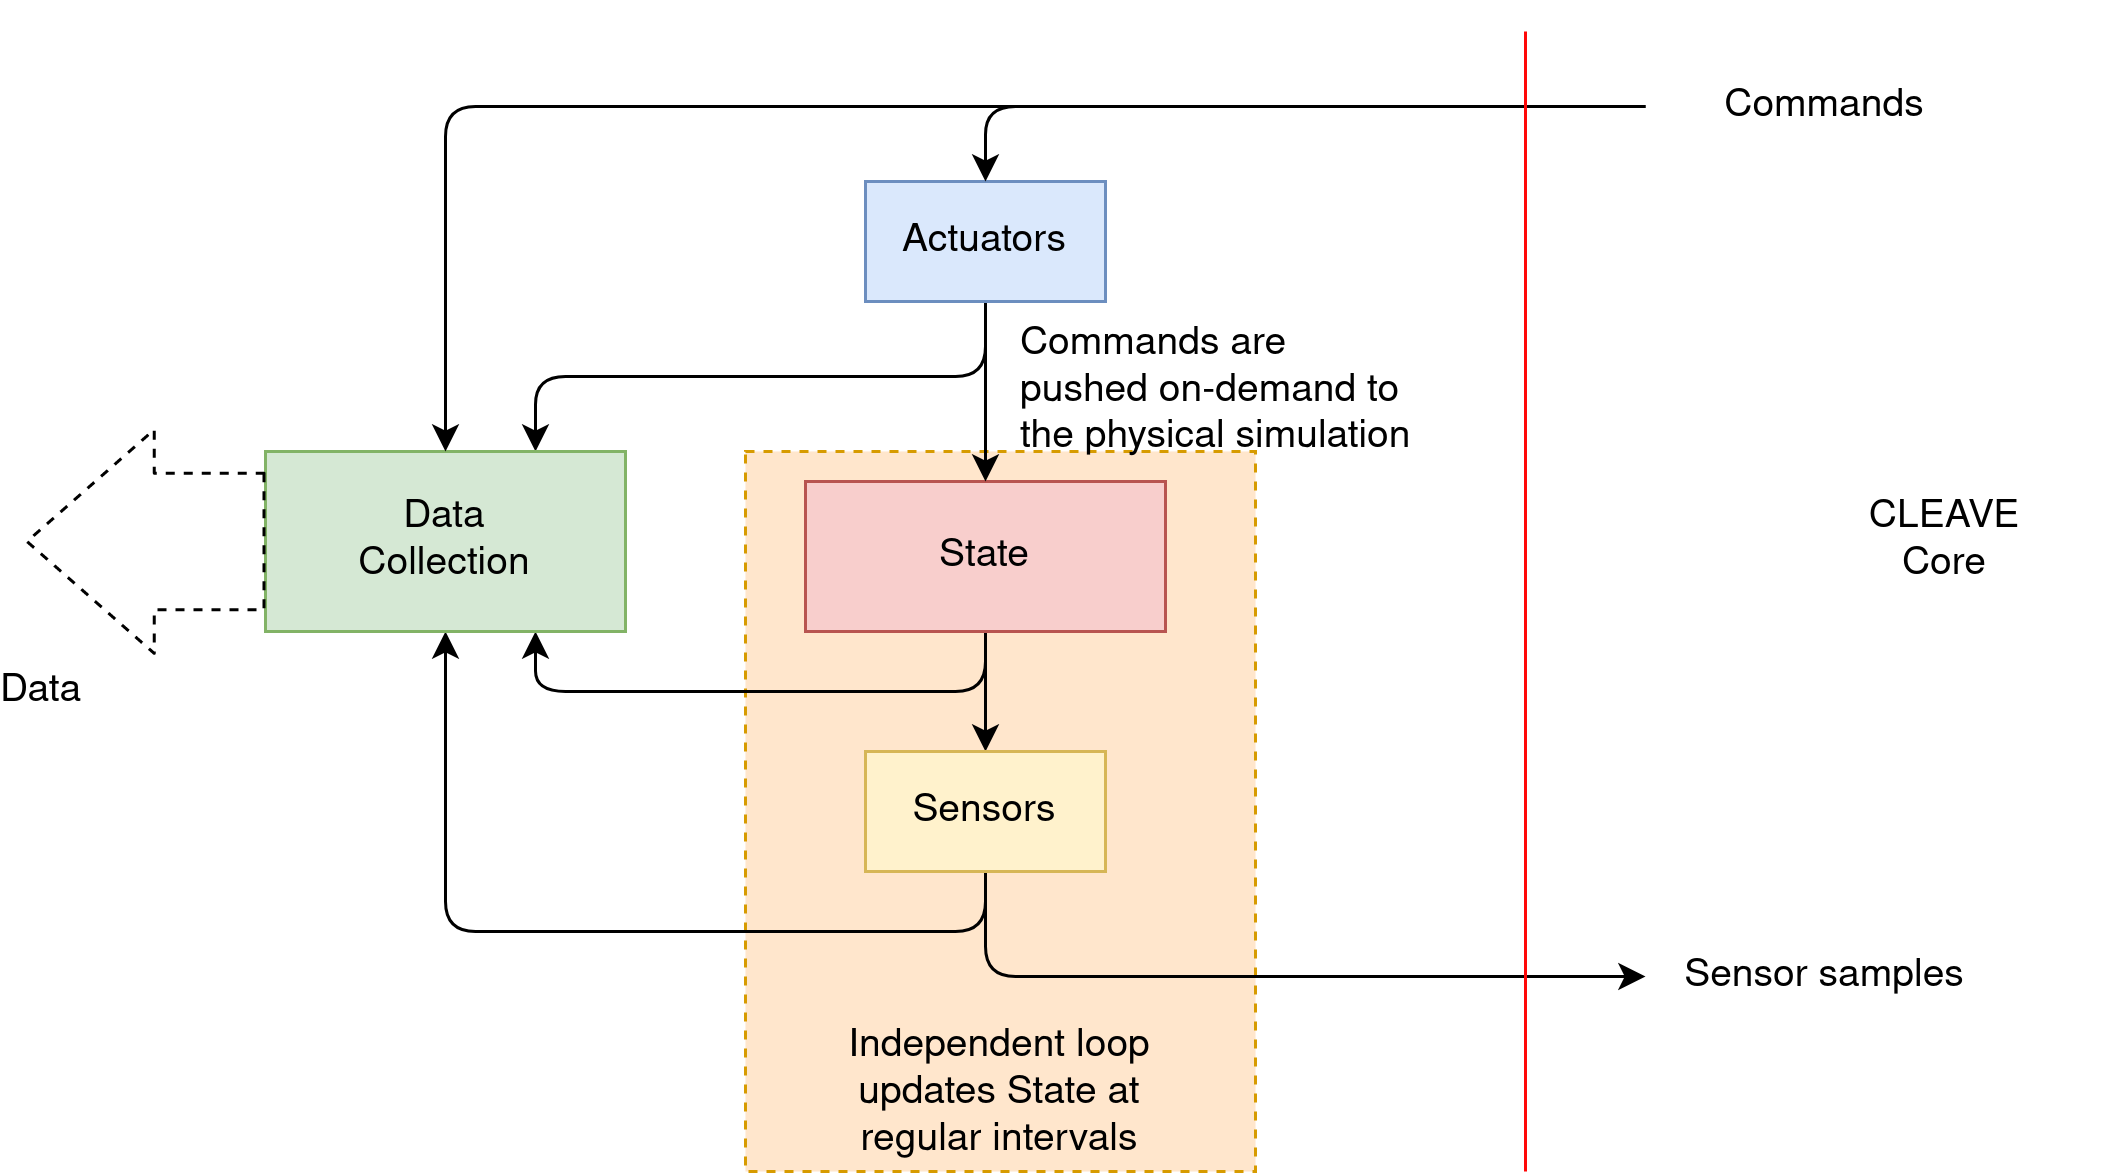 Commands
Actuators
Commands are
pushed on-demand to
the physical simulation
Data
Collection
State
CLEAVE
Core
Data
Sensors
Sensor samples
Independent loop
updates State at
regular intervals